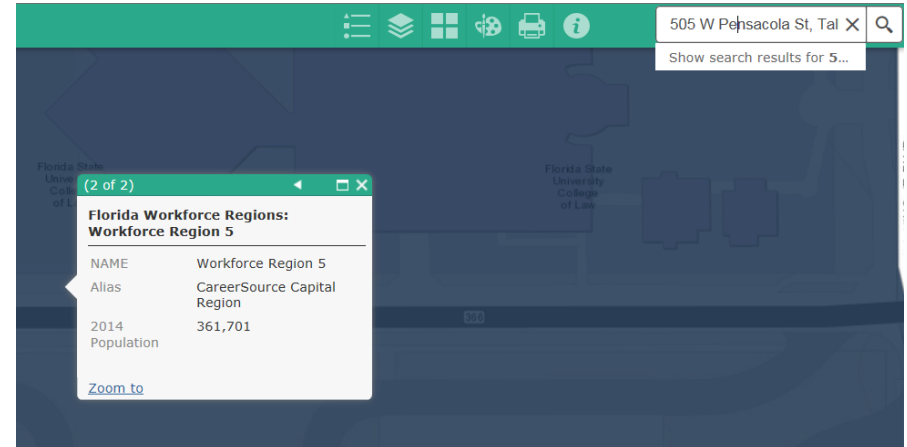 505 W Pensacola St, Tal
Show search results for 5...
Florida State
University
College
of Law
Florida State
Unive
Colle
of L
(2 of 2)
Florida Workforce Regions:
Workforce Region 5
NAME Workforce Region 5
Alias CareerSource Capital
Region
2014 361,701
Population
Zoom to
366